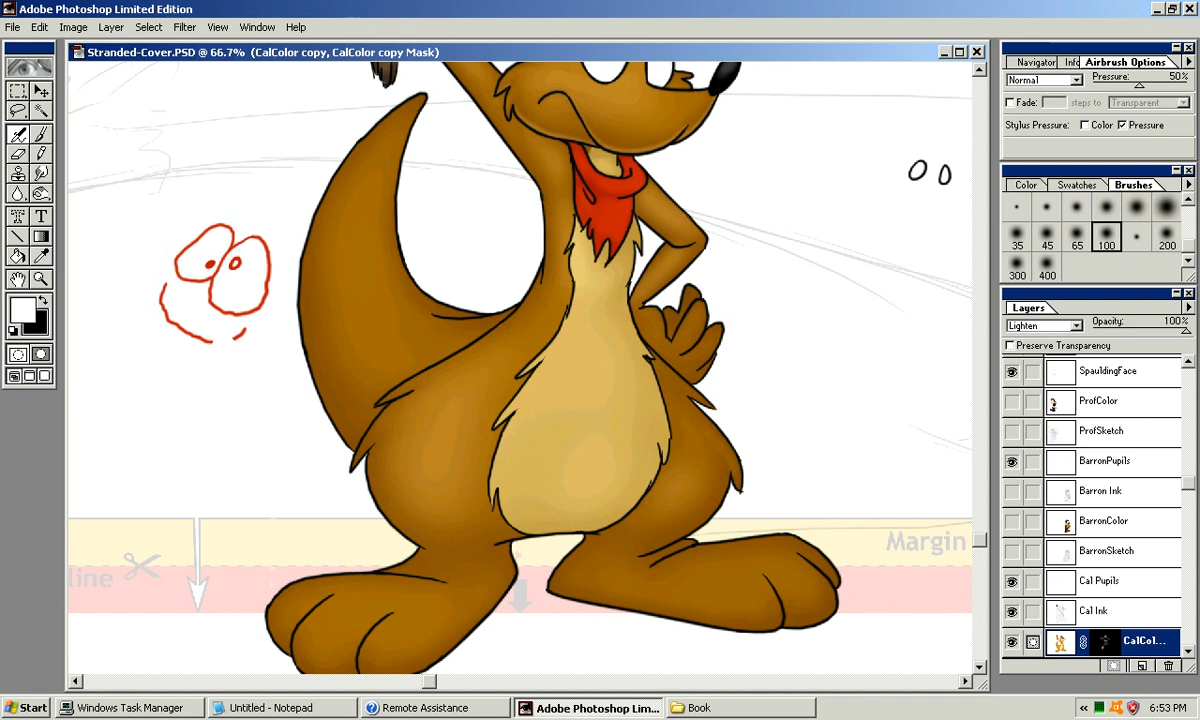 Adobe Photoshop Limited Edition
File Edit Image Layer Select Filter View Window Help
Stranded-Cover.PSD @ 66.7% (CalColor copy, CalColor copy Mask)
Navigator Info Airbrush Options
Normal Pressure: 50%
Fade: steps to Transparent
Stylus Pressure: Color Pressure
Color Swatches Brushes
35 45 65 100 200
300 400
Layers
Lighten Opacity: 100%
Preserve Transparency
SpauldingFace
ProfColor
ProfSketch
BarronPupils
Barron Ink
BarronColor
BarronSketch
Cal Pupils
Cal Ink
CalCol...
Margin
line
Start Windows Task Manager Untitled - Notepad Remote Assistance Adobe Photoshop Lim... Book 6:53 PM